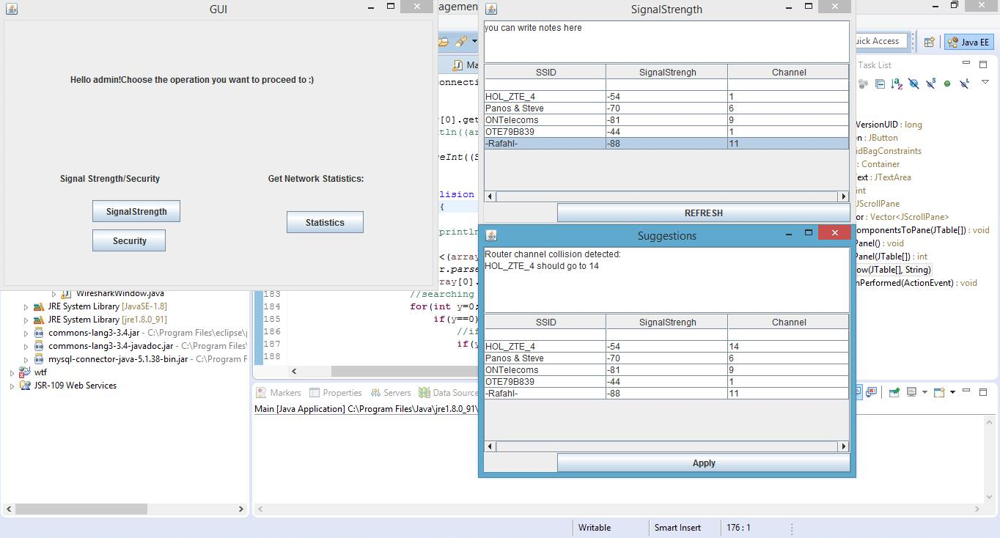 GUI
Hello admin!Choose the operation you want to proceed to :)
Signal Strength/Security
Get Network Statistics:
SignalStrength
Statistics
Security
agement
SignalStrength
you can write notes here
SSID SignalStrengh Channel
HOL_ZTE_4 -54 1
Panos & Steve -70 6
ONTelecoms -81 9
OTE79B839 -44 1
-Rafahl- -88 11
REFRESH
Suggestions
Router channel collision detected:
HOL_ZTE_4 should go to 14
SSID SignalStrengh Channel
HOL_ZTE_4 -54 14
Panos & Steve -70 6
ONTelecoms -81 9
OTE79B839 -44 1
-Rafahl- -88 11
Apply
uick Access
Java EE
Task List
VersionUID : long
on : JButton
idBagConstraints
: Container
Text : JTextArea
int
JScrollPane
or : Vector<JScrollPane>
omponentsToPane(JTable[]) : void
Panel() : void
Panel(JTable[]) : int
ow(JTable[], String)
nPerformed(ActionEvent) : void
Ma
connecti
[0].get
tln((ar
reInt((S
lision
{
println
<(array
r.parse
ray[0].
183 //searching
184 for(int y=0;
185 if(y==0)
186 //if
187 if(y
188
WiresharkWindow.java
JRE System Library [JavaSE-1.8]
JRE System Library [jre1.8.0_91]
commons-lang3-3.4.jar - C:\Program Files\eclipse\p
commons-lang3-3.4-javadoc.jar - C:\Program Files\
mysql-connector-java-5.1.38-bin.jar - C:\Program F
wtf
JSR-109 Web Services
Markers Properties Servers Data Source
Main [Java Application] C:\Program Files\Java\jre1.8.0_91\
Writable Smart Insert 176 : 1